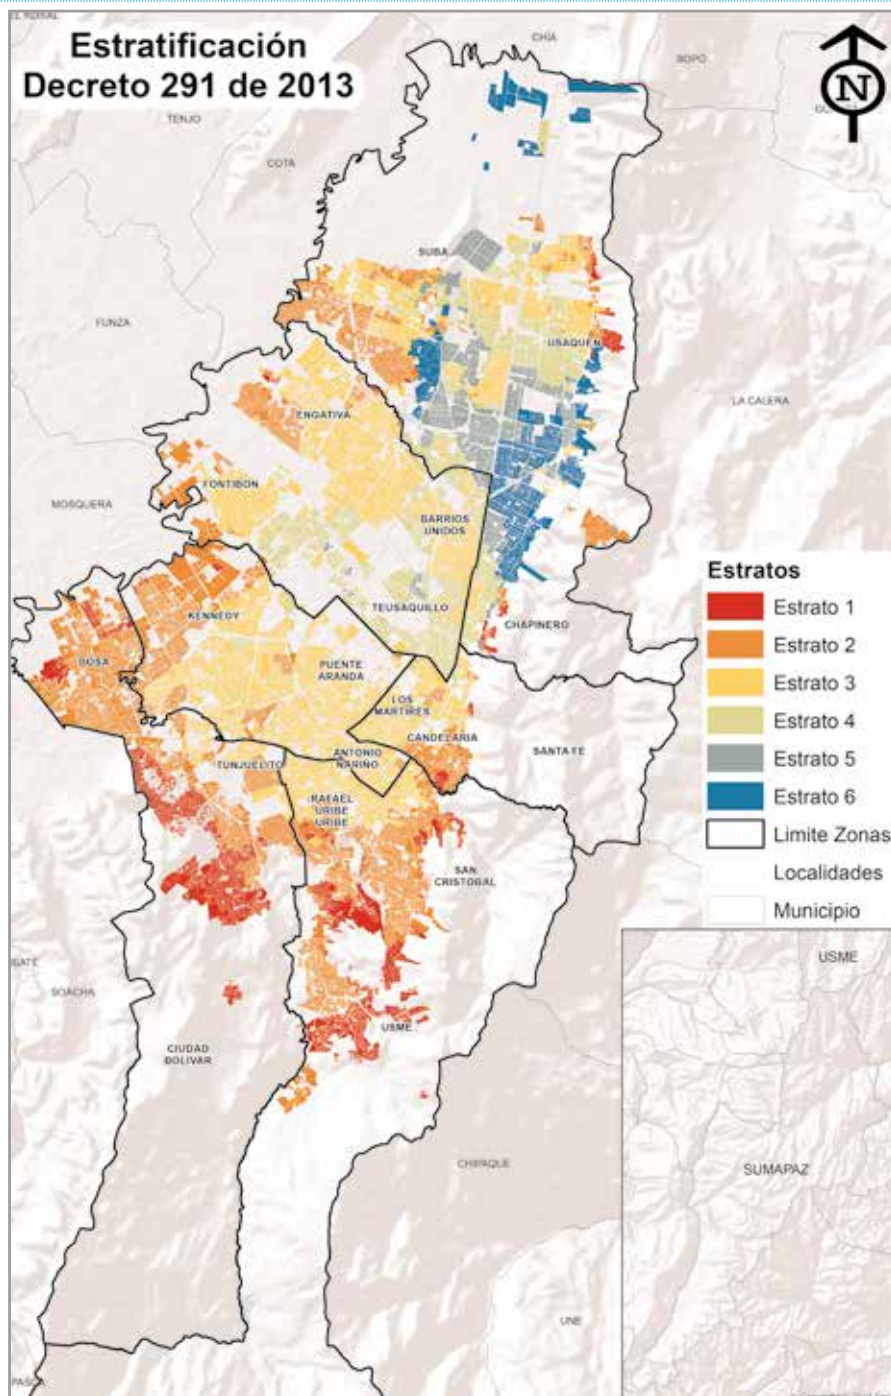 Estratificación
Decreto 291 de 2013
CHÍA
BOPÓ
TENJO
COTA
N
SUBA
FUNZA
USAQUEN
LA CALERA
ENGATIVA
FONTIBON
MOSQUERA
BARRIOS
UNIDOS
Estratos
Estrato 1
Estrato 2
Estrato 3
Estrato 4
Estrato 5
Estrato 6
Limite Zonas
Localidades
Municipio
KENNEDY
TEUSAQUILLO
CHAPINERO
BOSA
PUENTE
ARANDA
LOS
MARTIRES
CANDELARIA
SANTA FE
TUNJUELITO
ANTONIO
NARIÑO
RAFAEL
URIBE
URIBE
SAN
CRISTOBAL
USME
SOACHA
USME
CIUDAD
BOLIVAR
CHIPAQUE
SUMAPAZ
UNE